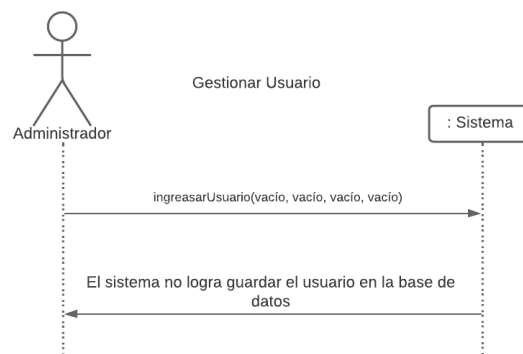 Gestionar Usuario
Administrador
: Sistema
ingreasarUsuario(vacío, vacío, vacío, vacío)
El sistema no logra guardar el usuario en la base de
datos